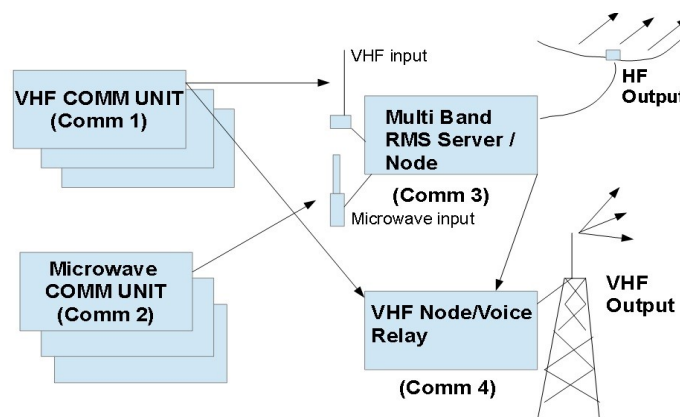 VHF input
VHF COMM UNIT
(Comm 1)
HF
Output
Multi Band
RMS Server /
Node
(Comm 3)
Microwave input
Microwave
COMM UNIT
(Comm 2)
VHF Node/Voice
Relay
(Comm 4)
VHF
Output